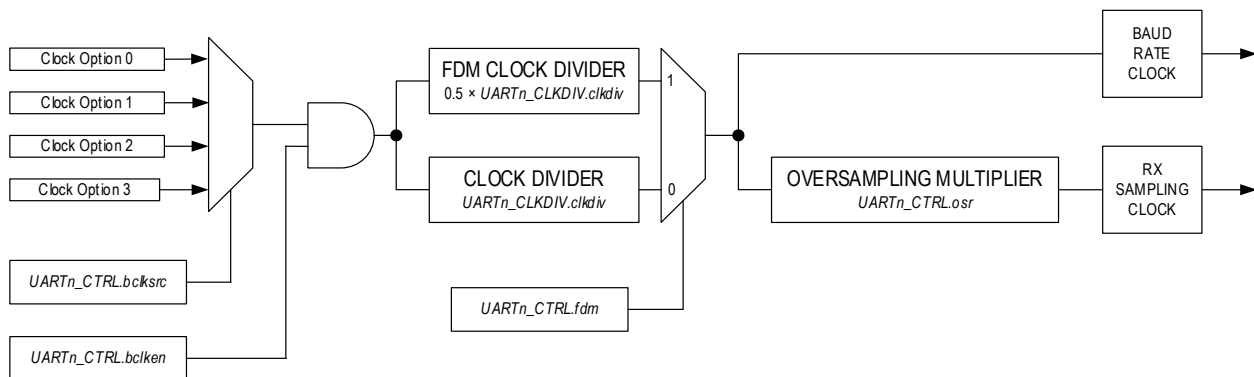 Clock Option 0
Clock Option 1
Clock Option 2
Clock Option 3
UARTn_CTRL.bclksrc
UARTn_CTRL.bclken
FDM CLOCK DIVIDER
0.5 × UARTn_CLKDIV.clkdiv
CLOCK DIVIDER
UARTn_CLKDIV.clkdiv
1
0
UARTn_CTRL.fdm
OVERSAMPLING MULTIPLIER
UARTn_CTRL.osr
BAUD
RATE
CLOCK
RX
SAMPLING
CLOCK